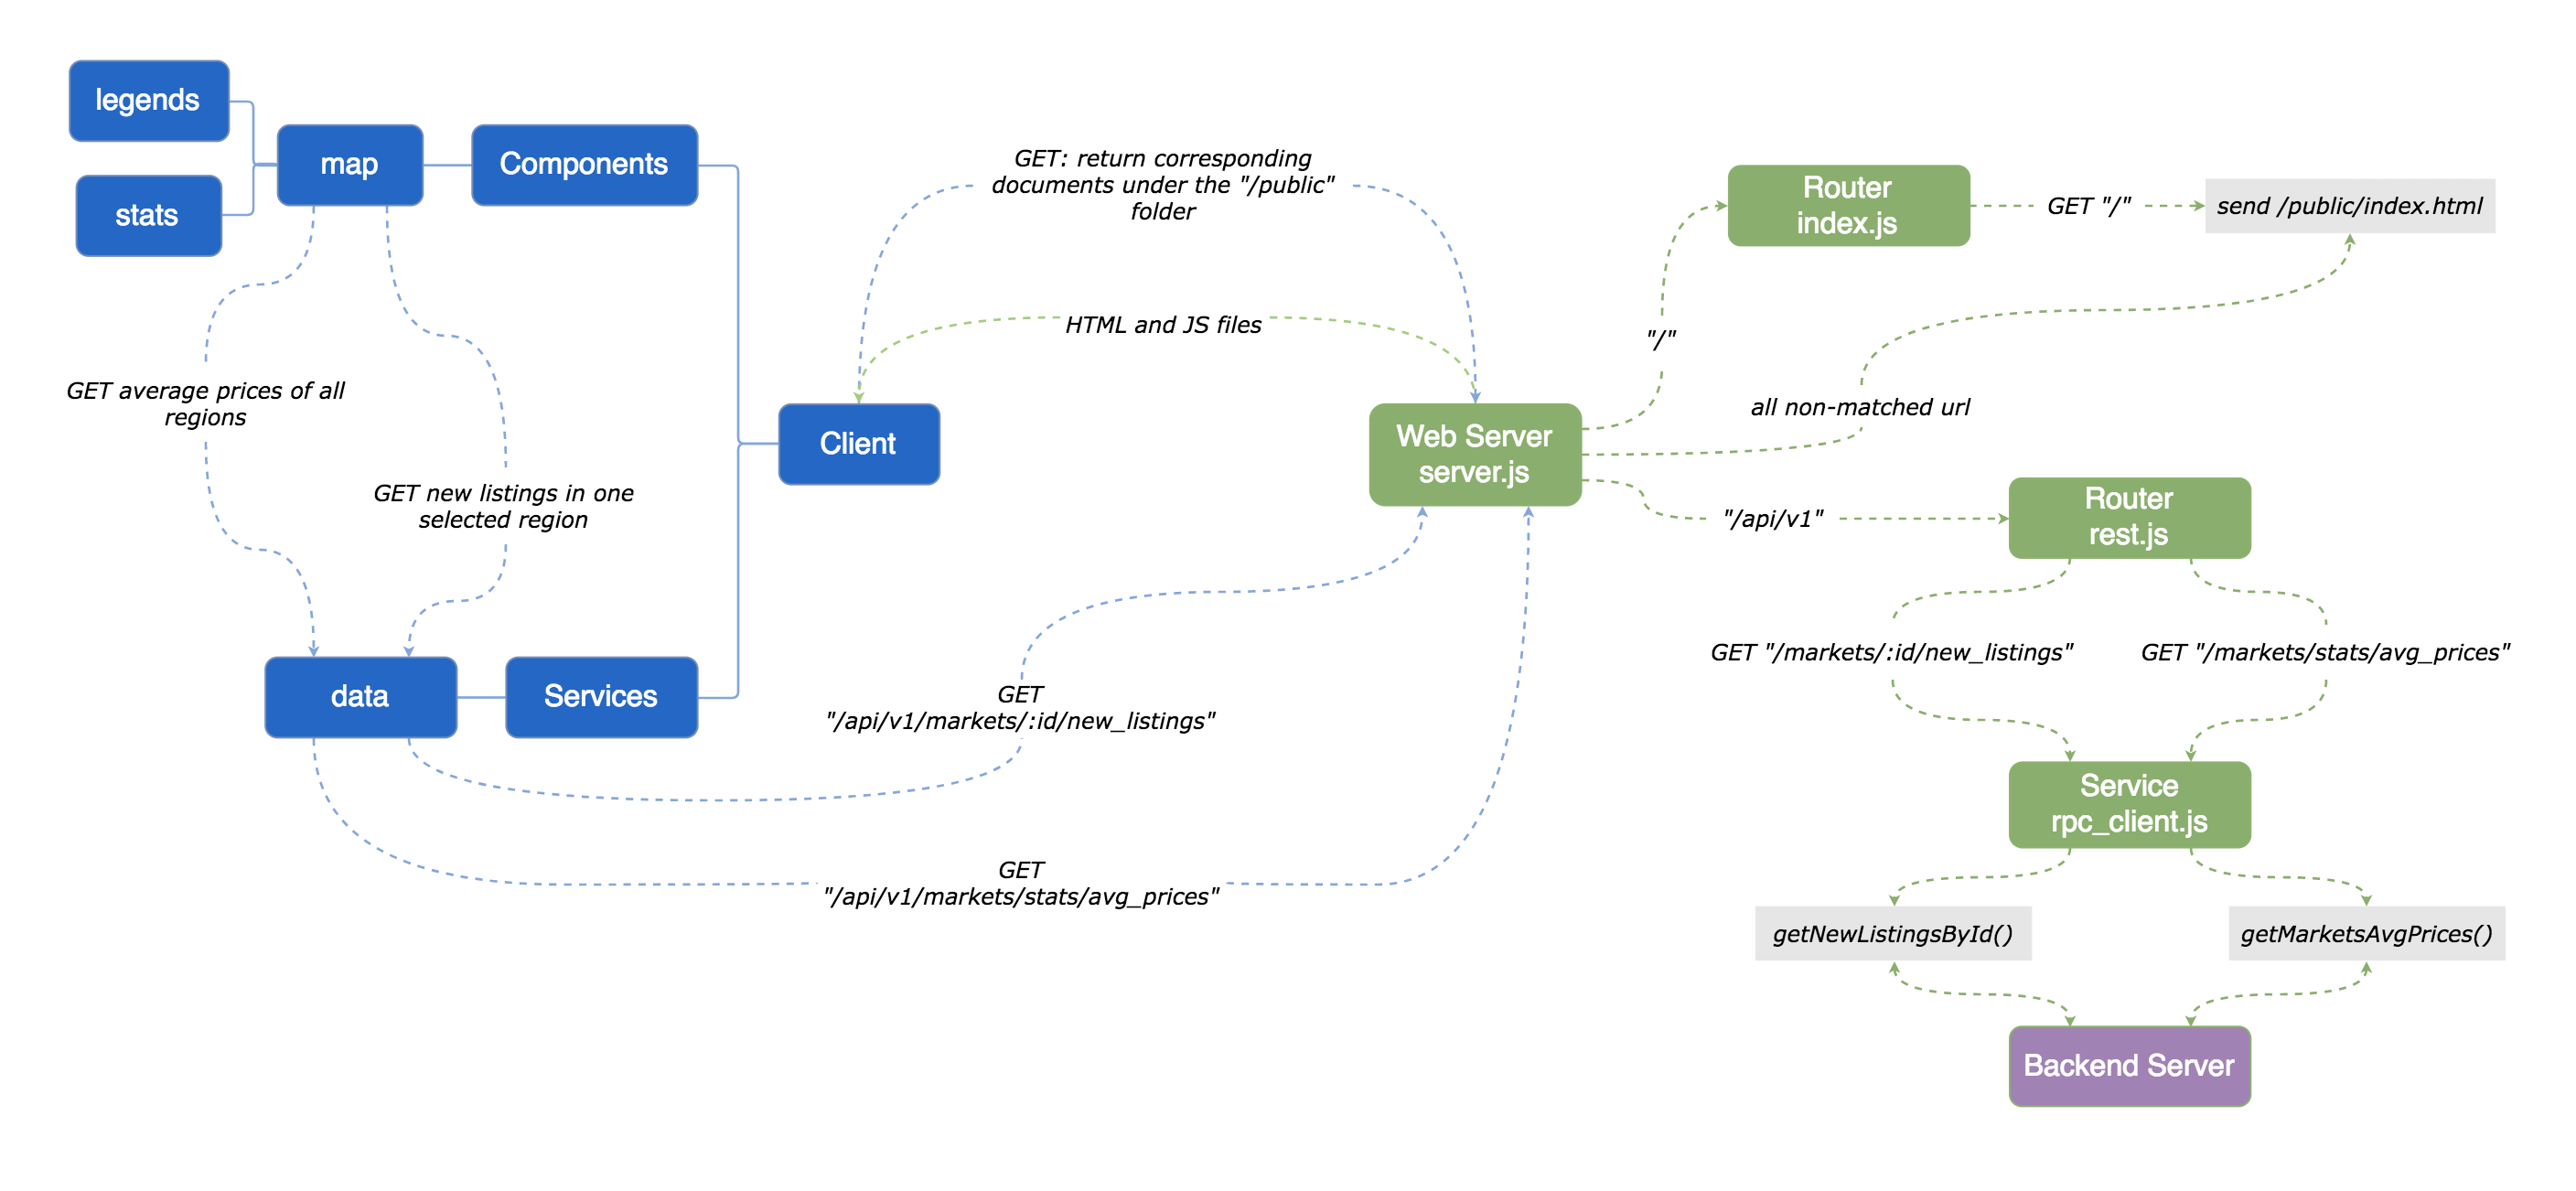 legends
stats
map
Components
GET average prices of all
regions
GET new listings in one
selected region
data
Services
Client
GET: return corresponding
documents under the "/public"
folder
HTML and JS files
GET
"/api/v1/markets/:id/new_listings"
GET
"/api/v1/markets/stats/avg_prices"
Web Server
server.js
"/"
Router
index.js
GET "/"
send /public/index.html
all non-matched url
"/api/v1"
Router
rest.js
GET "/markets/:id/new_listings"
GET "/markets/stats/avg_prices"
Service
rpc_client.js
getNewListingsById()
getMarketsAvgPrices()
Backend Server